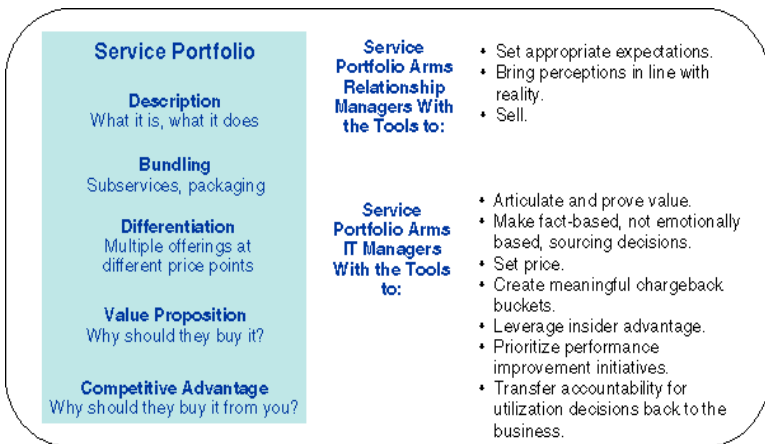 Service Portfolio
Description
What it is, what it does
Bundling
Subservices, packaging
Differentiation
Multiple offerings at
different price points
Value Proposition
Why should they buy it?
Competitive Advantage
Why should they buy it from you?
Service
Portfolio Arms
Relationship
Managers With
the Tools to:
• Set appropriate expectations.
• Bring perceptions in line with
reality.
• Sell.
Service
Portfolio Arms
IT Managers
With the Tools
to:
• Articulate and prove value.
• Make fact-based, not emotionally
based, sourcing decisions.
• Set price.
• Create meaningful chargeback
buckets.
• Leverage insider advantage.
• Prioritize performance
improvement initiatives.
• Transfer accountability for
utilization decisions back to the
business.